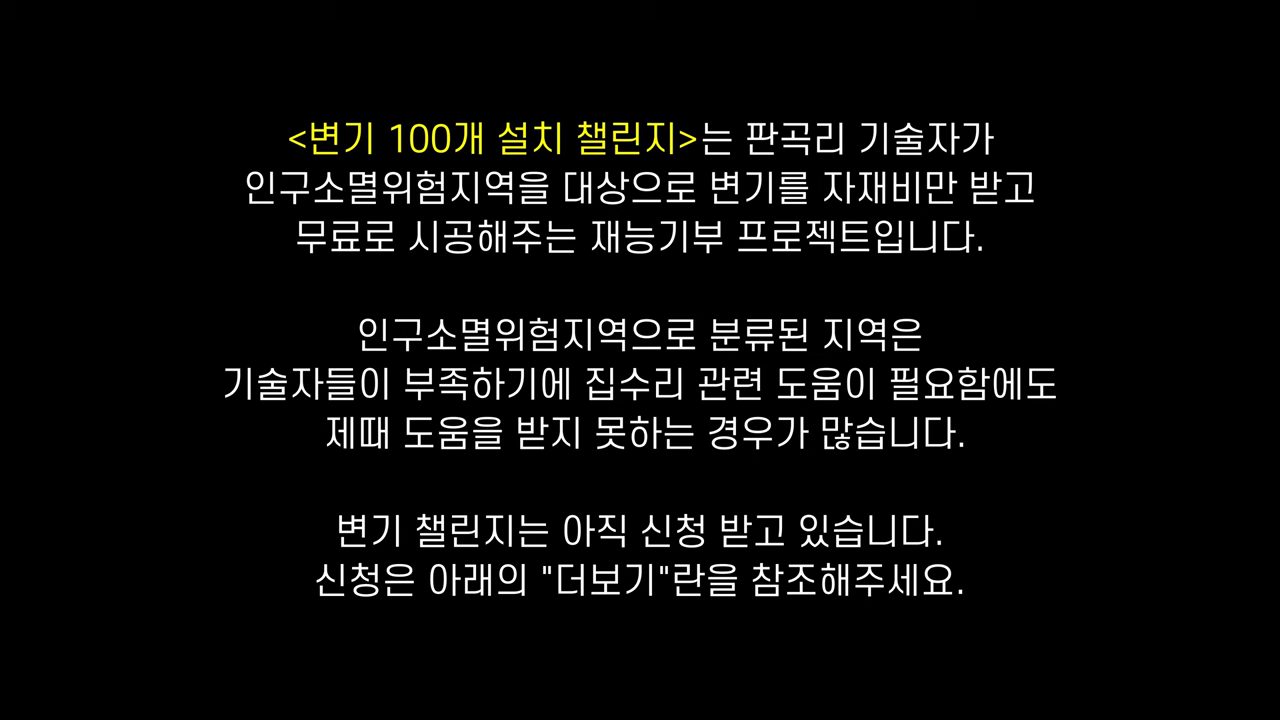 <변기 100개 설치 챌린지>는 판곡리 기술자가
인구소멸위험지역을 대상으로 변기를 자재비만 받고
무료로 시공해주는 재능기부 프로젝트입니다.
인구소멸위험지역으로 분류된 지역은
기술자들이 부족하기에 집수리 관련 도움이 필요함에도
제때 도움을 받지 못하는 경우가 많습니다.
변기 챌린지는 아직 신청 받고 있습니다.
신청은 아래의 "더보기"란을 참조해주세요.